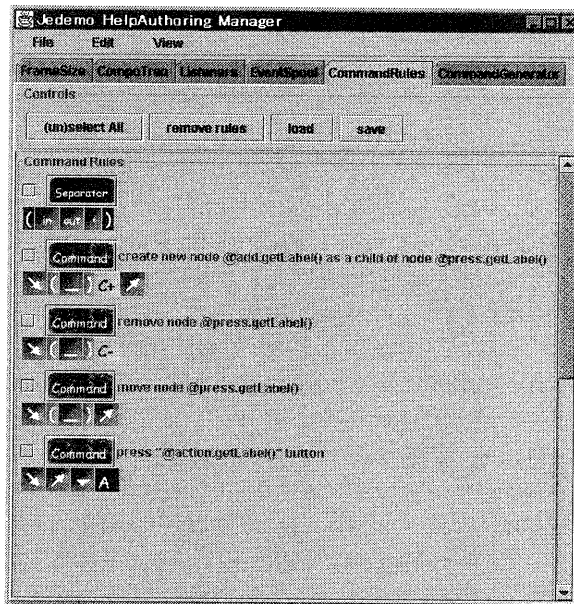 Jedemo HelpAuthoring Manager
File Edit View
FrameSize CompoTree Listeners EventSpool CommandRules CommandGenerator
Controls
(un)select All remove rules load save
Command Rules
Separator
( in out )
Command create new node @add.getLabel() as a child of node @press.getLabel()
( _ ) C+
Command remove node @press.getLabel()
( _ ) C-
Command move node @press.getLabel()
( _ )
Command press "@action.getLabel()" button
A